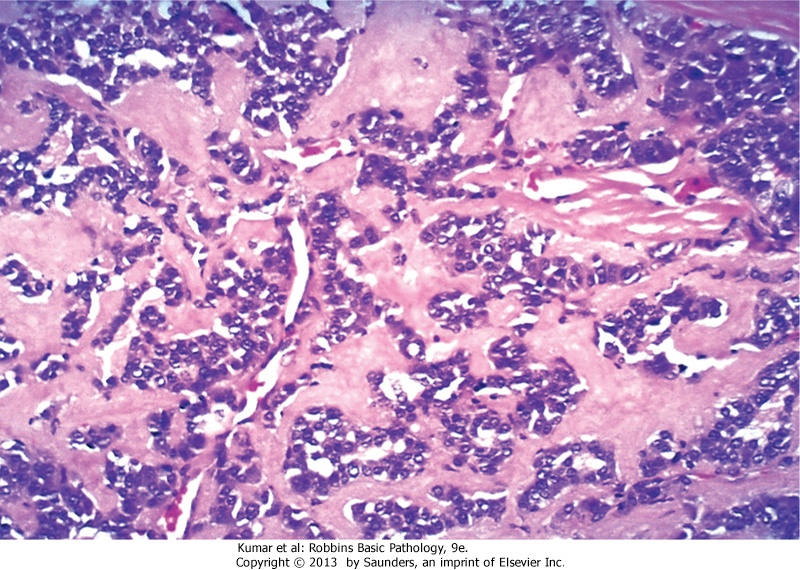 Kumar et al: Robbins Basic Pathology, 9e.
Copyright © 2013 by Saunders, an imprint of Elsevier Inc.